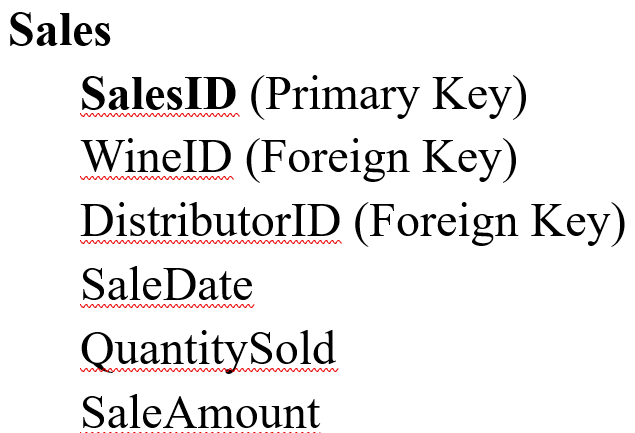 Sales
SalesID (Primary Key)
WineID (Foreign Key)
DistributorID (Foreign Key)
SaleDate
QuantitySold
SaleAmount